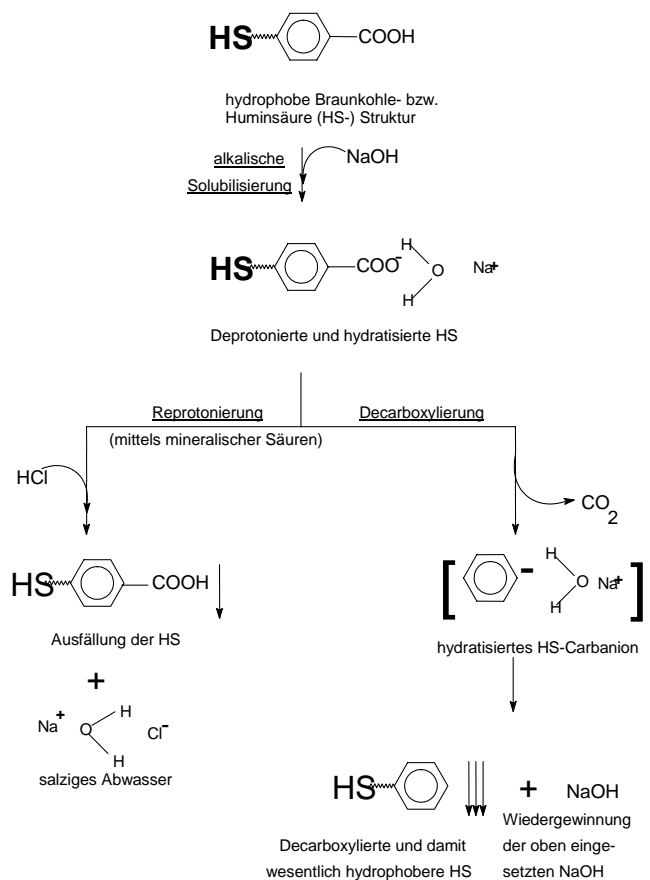 HS COOH
hydrophobe Braunkohle- bzw.
Huminsäure (HS-) Struktur
alkalische NaOH
Solubilisierung
HS COO- H O H Na+
Deprotonierte und hydratisierte HS
Reprotonierung Decarboxylierung
(mittels mineralischer Säuren)
HCl
CO2
HS COOH
Ausfällung der HS
+
Na+ O H H Cl-
salziges Abwasser
[ - H O H Na+ ]
hydratisiertes HS-Carbanion
HS + NaOH
Decarboxylierte und damit
wesentlich hydrophobere HS
Wiedergewinnung
der oben einge-
setzten NaOH